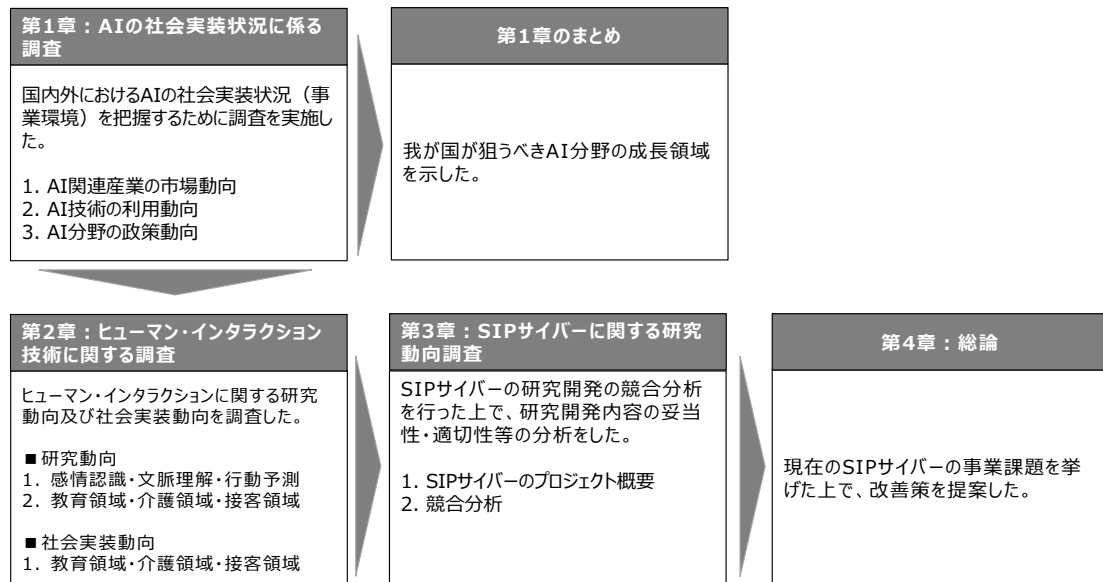 第1章：AIの社会実装状況に係る
調査
国内外におけるAIの社会実装状況（事
業環境）を把握するために調査を実施し
た。
1. AI関連産業の市場動向
2. AI技術の利用動向
3. AI分野の政策動向
第1章のまとめ
我が国が狙うべきAI分野の成長領域
を示した。
第2章：ヒューマン・インタラクション
技術に関する調査
ヒューマン・インタラクションに関する研究
動向及び社会実装動向を調査した。
■研究動向
1. 感情認識・文脈理解・行動予測
2. 教育領域・介護領域・接客領域
■社会実装動向
1. 教育領域・介護領域・接客領域
第3章：SIPサイバーに関する研究
動向調査
SIPサイバーの研究開発の競合分析
を行った上で、研究開発内容の妥当
性・適切性等の分析をした。
1. SIPサイバーのプロジェクト概要
2. 競合分析
第4章：総論
現在のSIPサイバーの事業課題を挙
げた上で、改善策を提案した。